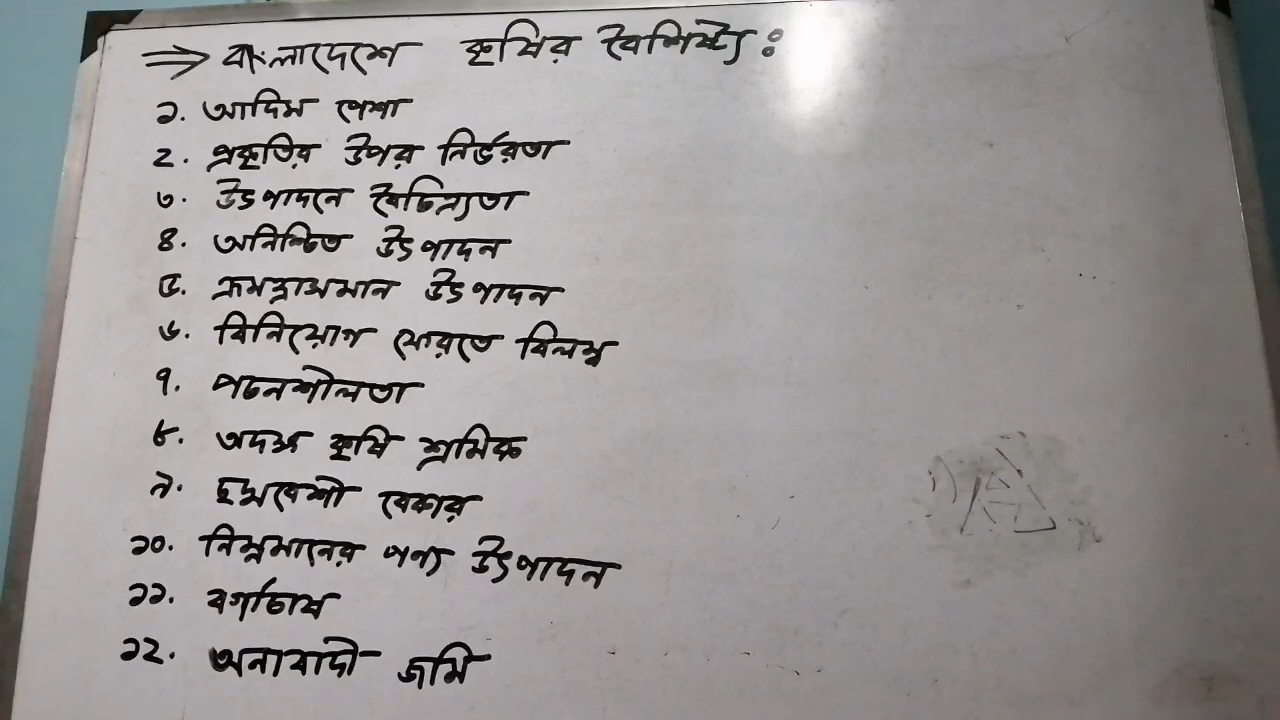 ⇒ বাংলাদেশে কৃষির বৈশিষ্ট্য :
১. আদিম পেশা
২. প্রকৃতির উপর নির্ভরতা
৩. উৎপাদনে বৈচিত্র্যতা
৪. অনিশ্চিত উৎপাদন
৫. ক্রমহ্রাসমান উৎপাদন
৬. বিনিয়োগ ফেরতে বিলম্ব
৭. পচনশীলতা
৮. অদক্ষ কৃষি শ্রমিক
৯. ছদ্মবেশী বেকার
১০. নিম্নমানের পণ্য উৎপাদন
১১. বর্গাচাষ
১২. অনাবাদী জমি